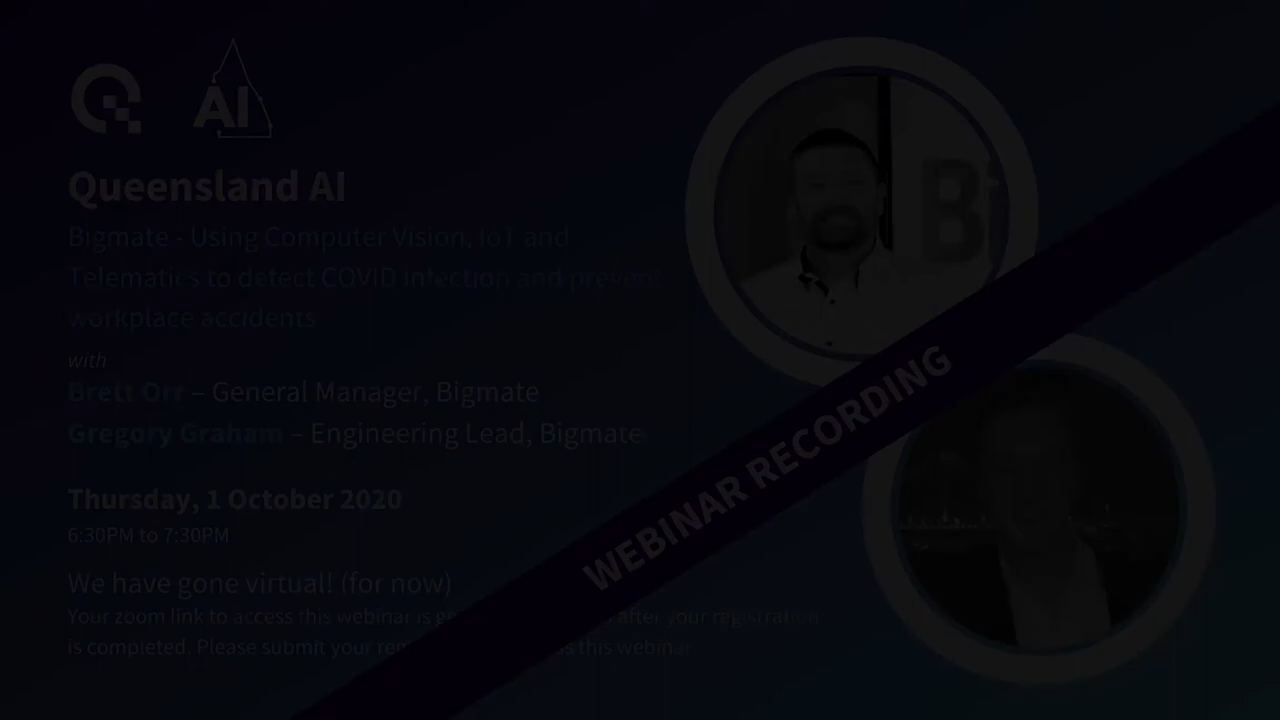 AI
Queensland AI
Bigmate - Using Computer Vision, IoT and
Telematics to detect COVID infection and prevent
workplace accidents
with
Brett Orr – General Manager, Bigmate
Gregory Graham – Engineering Lead, Bigmate
Thursday, 1 October 2020
6:30PM to 7:30PM
We have gone virtual! (for now)
Your zoom link to access this webinar is after your registration
is completed. Please submit your this webinar
WEBINAR RECORDING